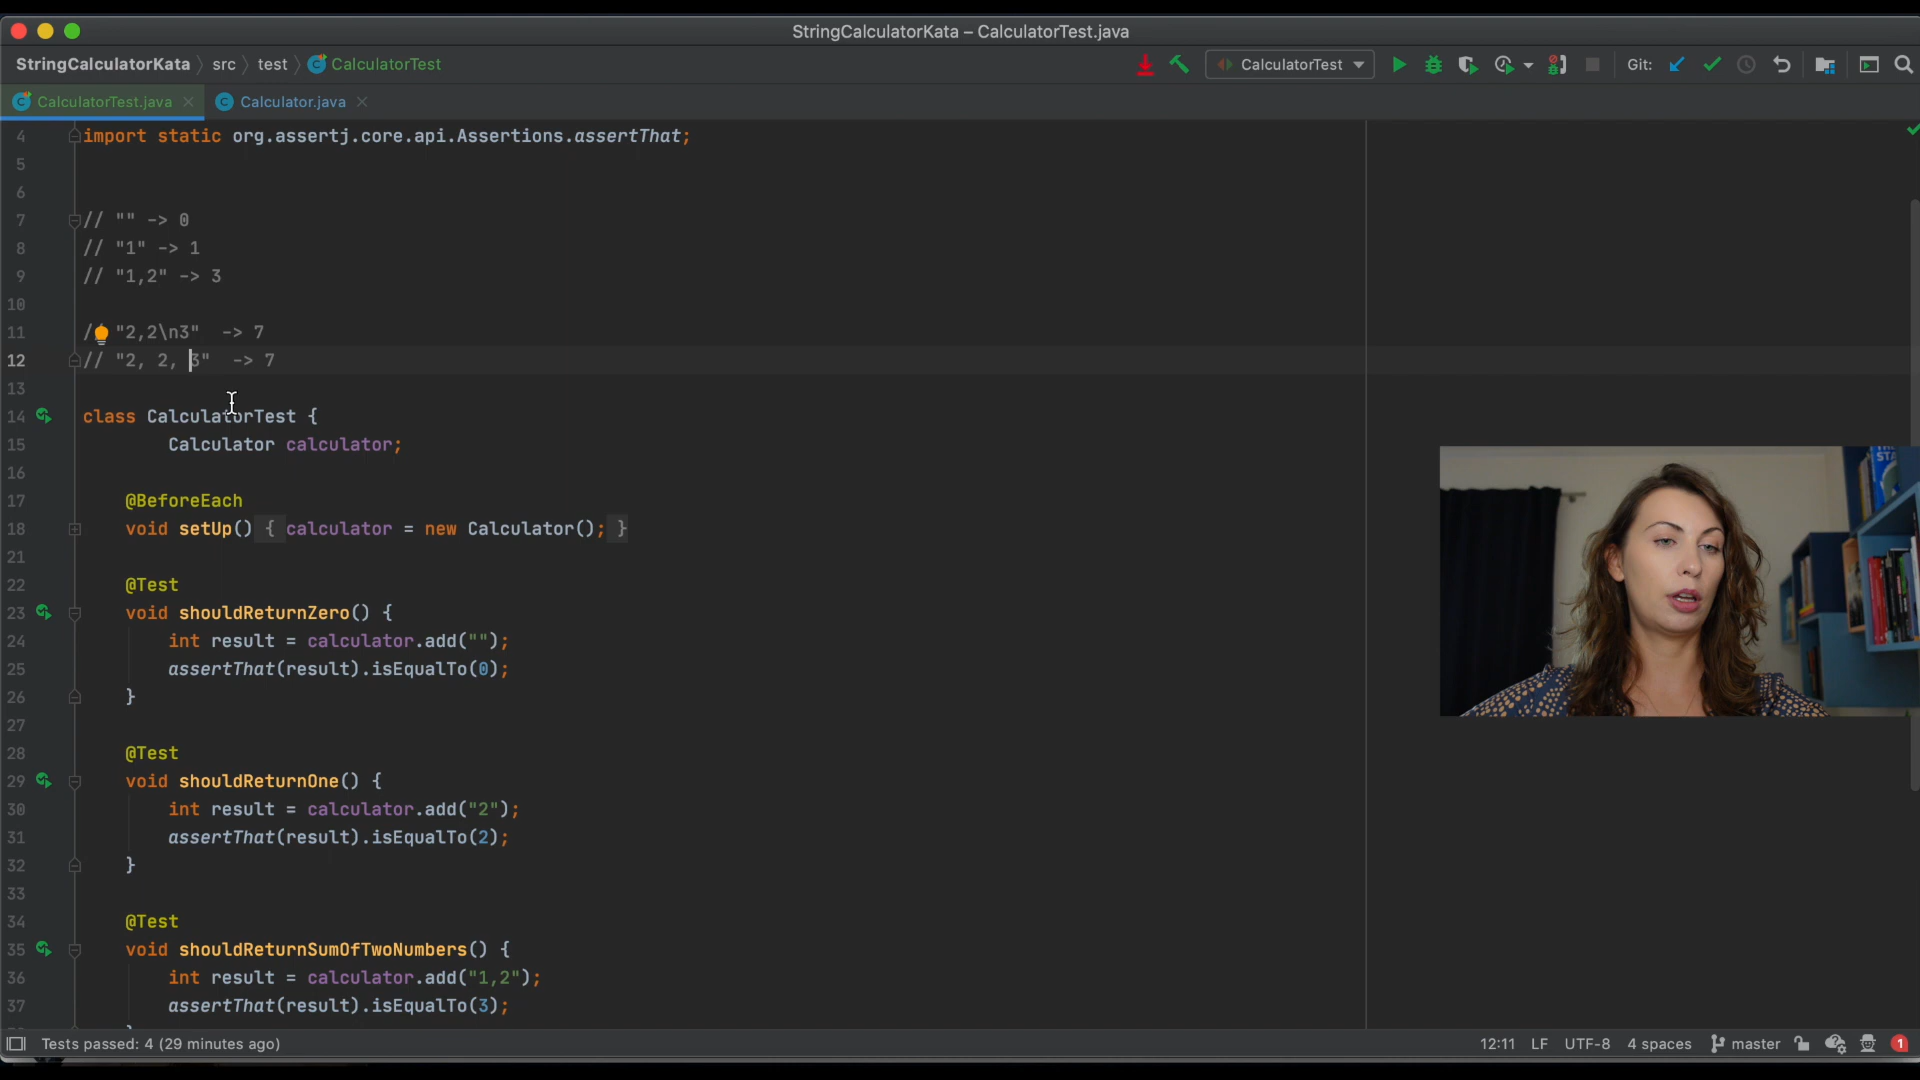 StringCalculatorKata – CalculatorTest.java
StringCalculatorKata src test CalculatorTest CalculatorTest Git:
CalculatorTest.java Calculator.java
4 import static org.assertj.core.api.Assertions.assertThat;
5
6
7 // "" -> 0
8 // "1" -> 1
9 // "1,2" -> 3
10
11 / "2,2\n3"  -> 7
12 // "2, 2, 3"  -> 7
13
14 class CalculatorTest {
15 Calculator calculator;
16
17 @BeforeEach
18 void setUp() { calculator = new Calculator(); }
21
22 @Test
23 void shouldReturnZero() {
24 int result = calculator.add("");
25 assertThat(result).isEqualTo(0);
26 }
27
28 @Test
29 void shouldReturnOne() {
30 int result = calculator.add("2");
31 assertThat(result).isEqualTo(2);
32 }
33
34 @Test
35 void shouldReturnSumOfTwoNumbers() {
36 int result = calculator.add("1,2");
37 assertThat(result).isEqualTo(3);
Tests passed: 4 (29 minutes ago) 12:11 LF UTF-8 4 spaces master 1